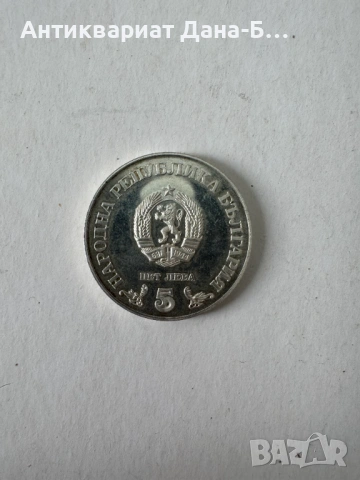 Антиквариат Дана-Б...
НАРОДНА РЕПУБЛИКА БЪЛГАРИЯ
ПЕТ ЛЕВА
5
BAZAR